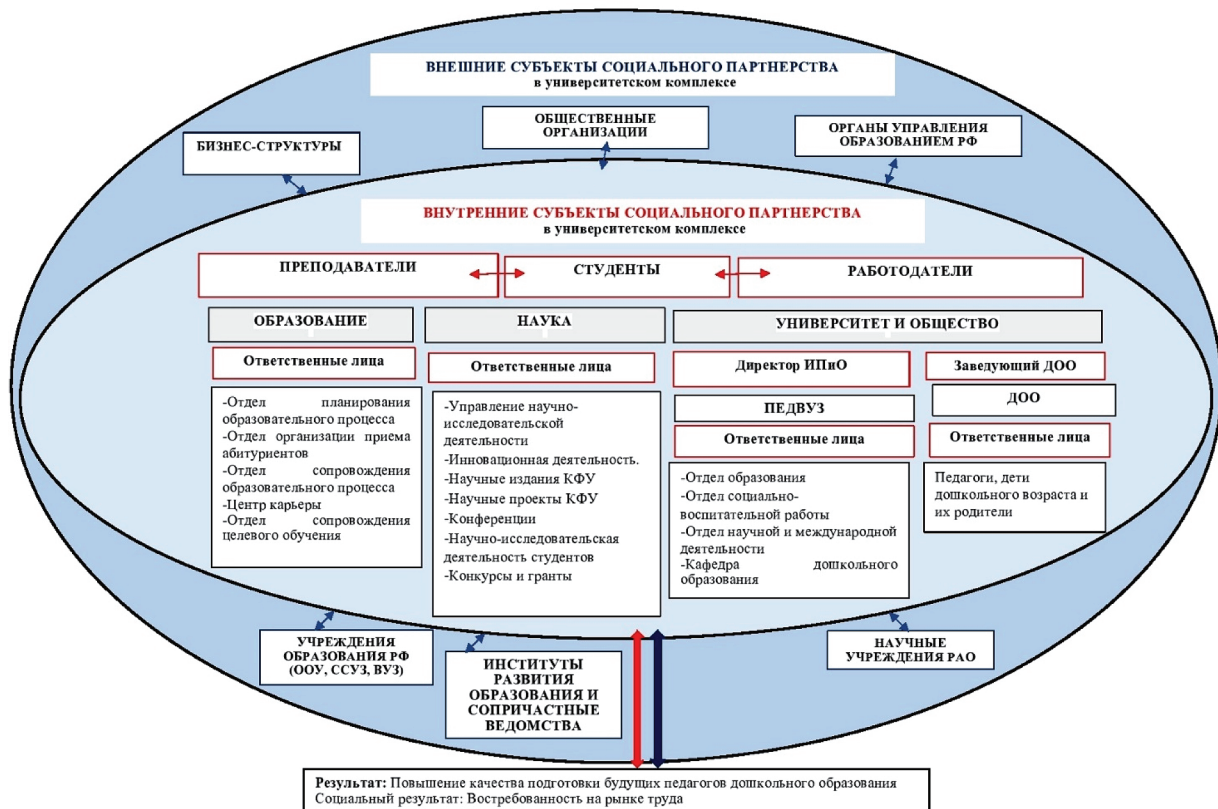 ВНЕШНИЕ СУБЪЕКТЫ СОЦИАЛЬНОГО ПАРТНЕРСТВА
в университетском комплексе
БИЗНЕС-СТРУКТУРЫ
ОБЩЕСТВЕННЫЕ
ОРГАНИЗАЦИИ
ОРГАНЫ УПРАВЛЕНИЯ
ОБРАЗОВАНИЕМ РФ
ВНУТРЕННИЕ СУБЪЕКТЫ СОЦИАЛЬНОГО ПАРТНЕРСТВА
в университетском комплексе
ПРЕПОДАВАТЕЛИ
СТУДЕНТЫ
РАБОТОДАТЕЛИ
ОБРАЗОВАНИЕ
Ответственные лица
-Отдел планирования
образовательного процесса
-Отдел организации приема
абитуриентов
-Отдел сопровождения
образовательного процесса
-Центр карьеры
-Отдел сопровождения
целевого обучения
НАУКА
Ответственные лица
-Управление научно-
исследовательской
деятельности
-Инновационная деятельность.
-Научные издания КФУ
-Научные проекты КФУ
-Конференции
-Научно-исследовательская
деятельность студентов
-Конкурсы и гранты
УНИВЕРСИТЕТ И ОБЩЕСТВО
Директор ИПиО
ПЕДВУЗ
Ответственные лица
-Отдел образования
-Отдел социально-
воспитательной работы
-Отдел научной и международной
деятельности
-Кафедра дошкольного
образования
Заведующий ДОО
ДОО
Ответственные лица
Педагоги, дети
дошкольного возраста и
их родители
УЧРЕЖДЕНИЯ
ОБРАЗОВАНИЯ РФ
(ООУ, ССУЗ, ВУЗ)
ИНСТИТУТЫ
РАЗВИТИЯ
ОБРАЗОВАНИЯ И
СОПРИЧАСТНЫЕ
ВЕДОМСТВА
НАУЧНЫЕ
УЧРЕЖДЕНИЯ РАО
Результат: Повышение качества подготовки будущих педагогов дошкольного образования
Социальный результат: Востребованность на рынке труда